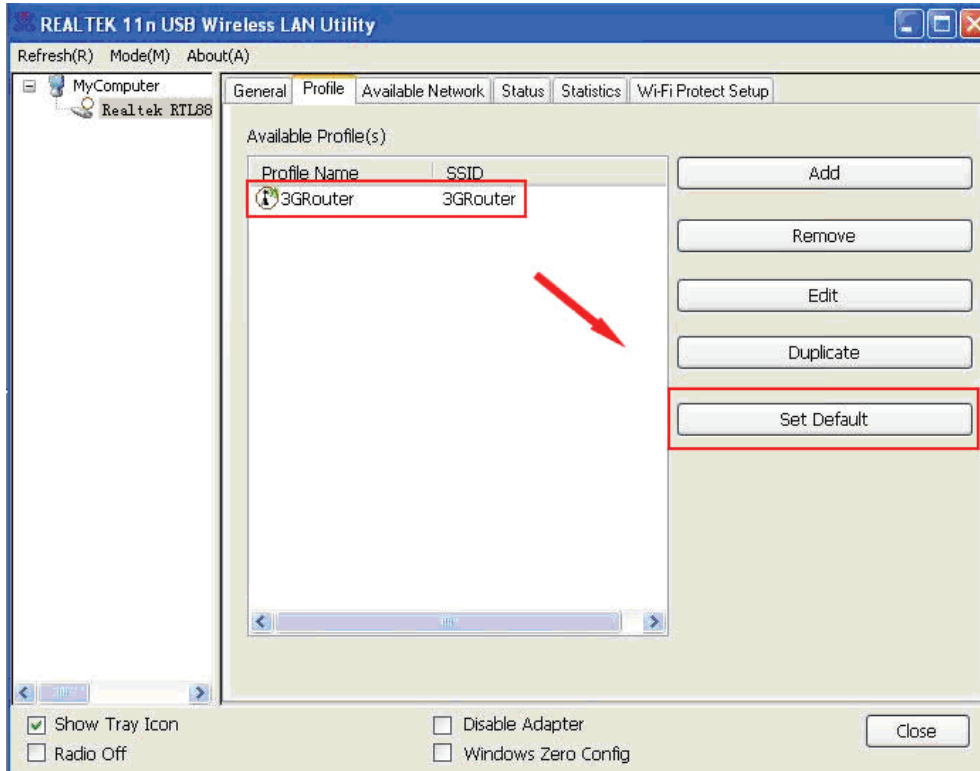 REALTEK 11n USB Wireless LAN Utility
Refresh(R) Mode(M) About(A)
MyComputer
Realtek RTL88
General Profile Available Network Status Statistics Wi-Fi Protect Setup
Available Profile(s)
Profile Name SSID
3GRouter 3GRouter
Add
Remove
Edit
Duplicate
Set Default
Show Tray Icon
Radio Off
Disable Adapter
Windows Zero Config
Close